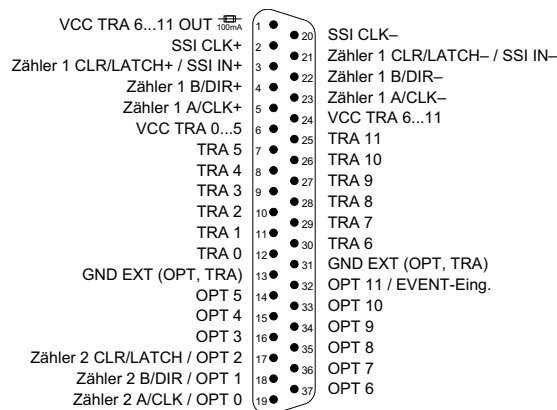 VCC TRA 6...11 OUT 100mA 1
SSI CLK+ 2
Zähler 1 CLR/LATCH+ / SSI IN+ 3
Zähler 1 B/DIR+ 4
Zähler 1 A/CLK+ 5
VCC TRA 0...5 6
TRA 5 7
TRA 4 8
TRA 3 9
TRA 2 10
TRA 1 11
TRA 0 12
GND EXT (OPT, TRA) 13
OPT 5 14
OPT 4 15
OPT 3 16
Zähler 2 CLR/LATCH / OPT 2 17
Zähler 2 B/DIR / OPT 1 18
Zähler 2 A/CLK / OPT 0 19
20 SSI CLK–
21 Zähler 1 CLR/LATCH– / SSI IN–
22 Zähler 1 B/DIR–
23 Zähler 1 A/CLK–
24 VCC TRA 6...11
25 TRA 11
26 TRA 10
27 TRA 9
28 TRA 8
29 TRA 7
30 TRA 6
31 GND EXT (OPT, TRA)
32 OPT 11 / EVENT-Eing.
33 OPT 10
34 OPT 9
35 OPT 8
36 OPT 7
37 OPT 6